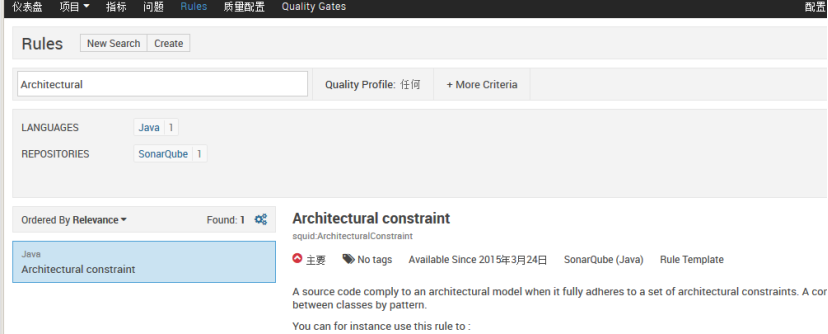 仪表盘 项目 指标 问题 Rules 质量配置 Quality Gates 配置
Rules New Search Create
Architectural Quality Profile: 任何 + More Criteria
LANGUAGES Java 1
REPOSITORIES SonarQube 1
Ordered By Relevance Found: 1
Java
Architectural constraint
Architectural constraint
squid:ArchitecturalConstraint
主要 No tags Available Since 2015年3月24日 SonarQube (Java) Rule Template
A source code comply to an architectural model when it fully adheres to a set of architectural constraints. A con
between classes by pattern.
You can for instance use this rule to :